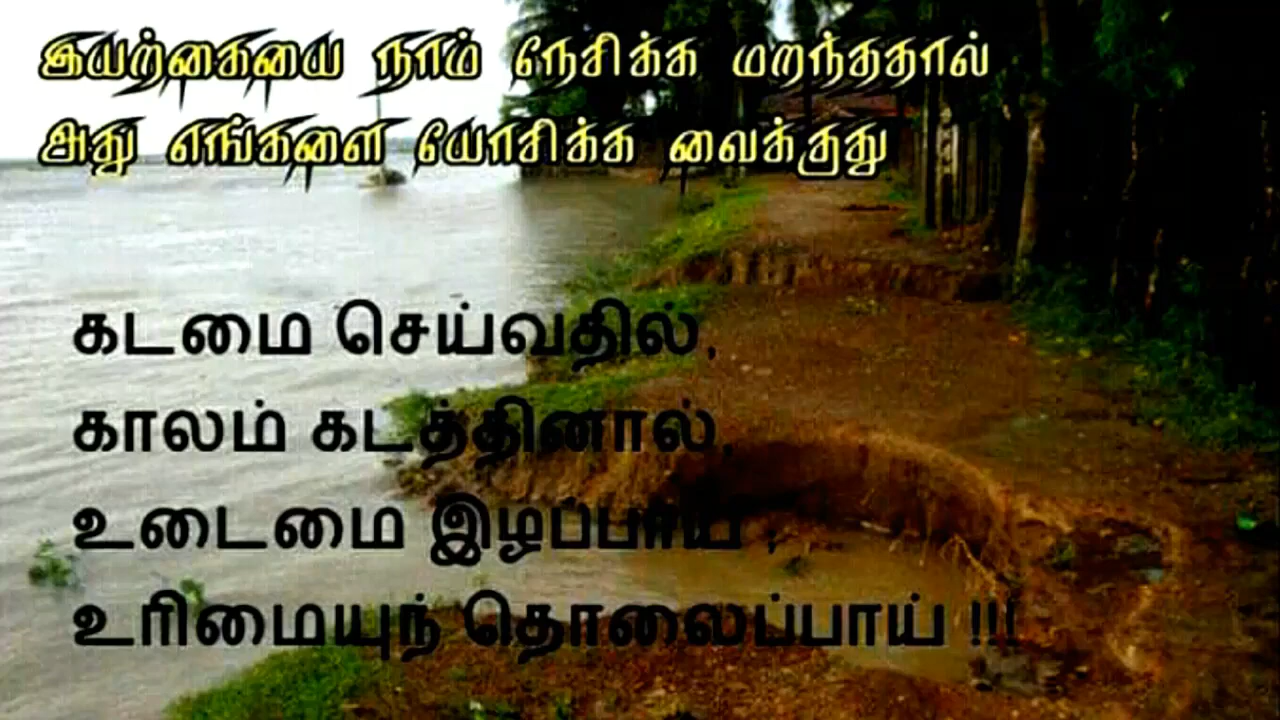 இயற்கையை நாம் நேசிக்க மறந்ததால்
அது எங்களை யோசிக்க வைக்குது
கடமை செய்வதில்,
காலம் கடத்தினால்,
உடைமை இழப்பாய் ;
உரிமையுந் தொலைப்பாய் !!!